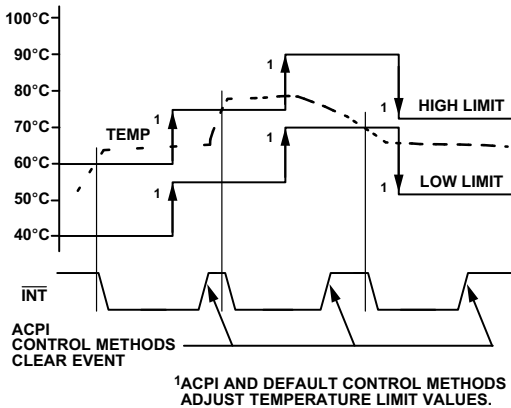 100°C
90°C
80°C
70°C
60°C
50°C
40°C
TEMP
1
1
1
1
1
1
HIGH LIMIT
LOW LIMIT
INT
ACPI
CONTROL METHODS
CLEAR EVENT
1ACPI AND DEFAULT CONTROL METHODS
ADJUST TEMPERATURE LIMIT VALUES.